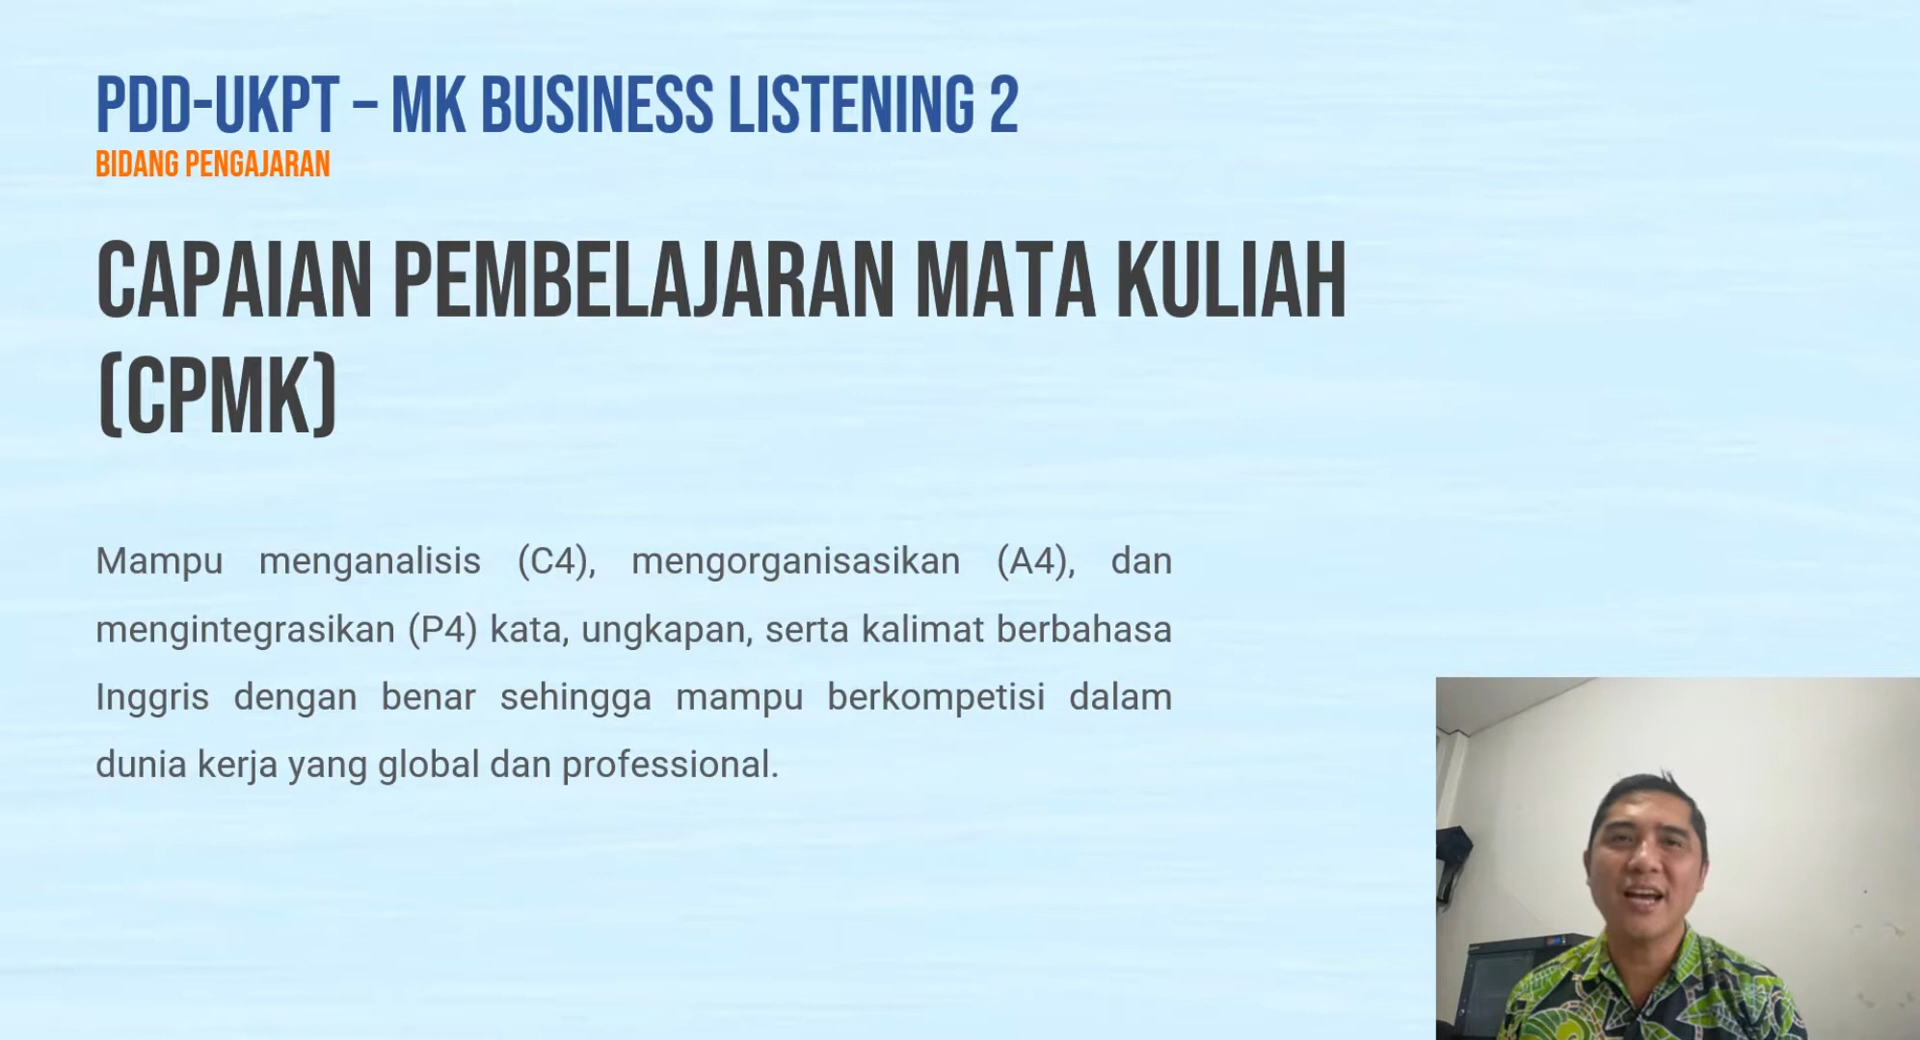 PDD-UKPT – MK BUSINESS LISTENING 2
BIDANG PENGAJARAN
CAPAIAN PEMBELAJARAN MATA KULIAH
(CPMK)
Mampu menganalisis (C4), mengorganisasikan (A4), dan
mengintegrasikan (P4) kata, ungkapan, serta kalimat berbahasa
Inggris dengan benar sehingga mampu berkompetisi dalam
dunia kerja yang global dan professional.